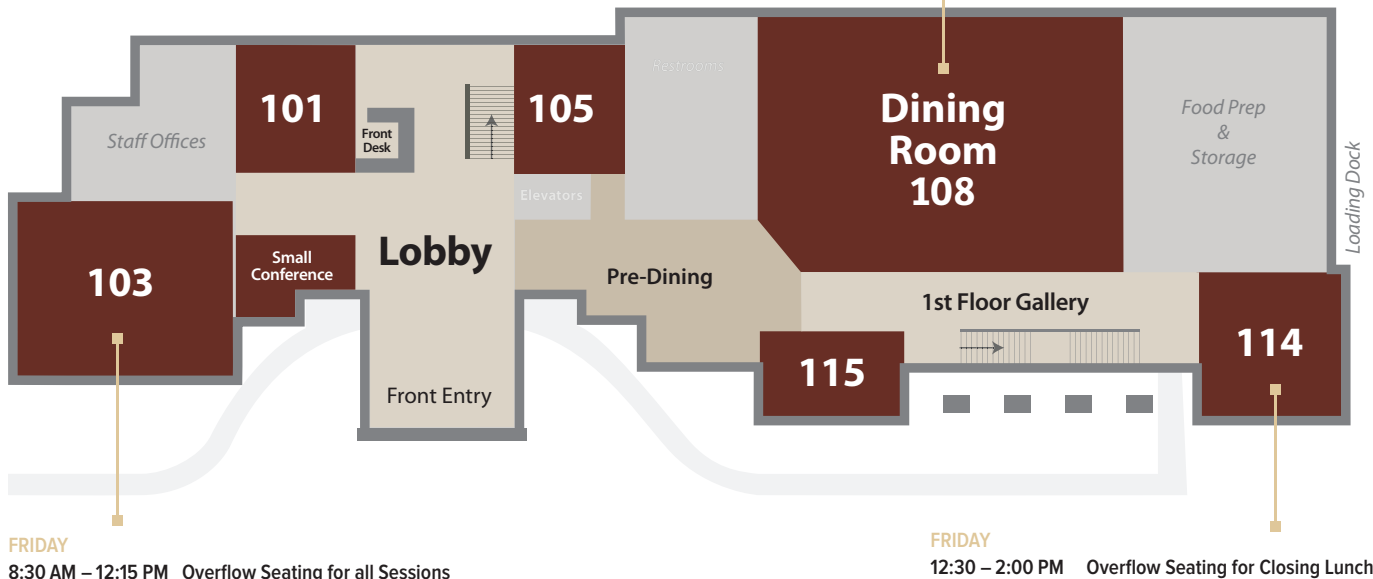 Restrooms
101
105
Front
Desk
Dining
Room
108
Food Prep
&
Storage
Staff Offices
Loading Dock
Elevators
103
Small
Conference
Lobby
Pre-Dining
1st Floor Gallery
115
114
Front Entry
FRIDAY
8:30 AM – 12:15 PM Overflow Seating for all Sessions
FRIDAY
12:30 – 2:00 PM Overflow Seating for Closing Lunch